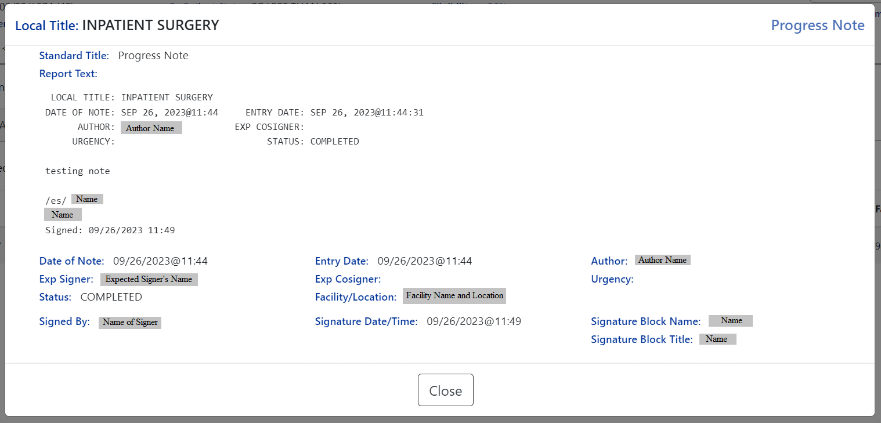 Local Title: INPATIENT SURGERY Progress Note
Standard Title: Progress Note
Report Text:
LOCAL TITLE: INPATIENT SURGERY
DATE OF NOTE: SEP 26, 2023@11:44 ENTRY DATE: SEP 26, 2023@11:44:31
AUTHOR: Author Name EXP COSIGNER:
URGENCY: STATUS: COMPLETED
testing note
/es/ Name
Name
Signed: 09/26/2023 11:49
Date of Note: 09/26/2023@11:44 Entry Date: 09/26/2023@11:44 Author: Author Name
Exp Signer: Expected Signer's Name Exp Cosigner: Urgency:
Status: COMPLETED Facility/Location: Facility Name and Location
Signed By: Name of Signer Signature Date/Time: 09/26/2023@11:49 Signature Block Name: Name
Signature Block Title: Name
Close